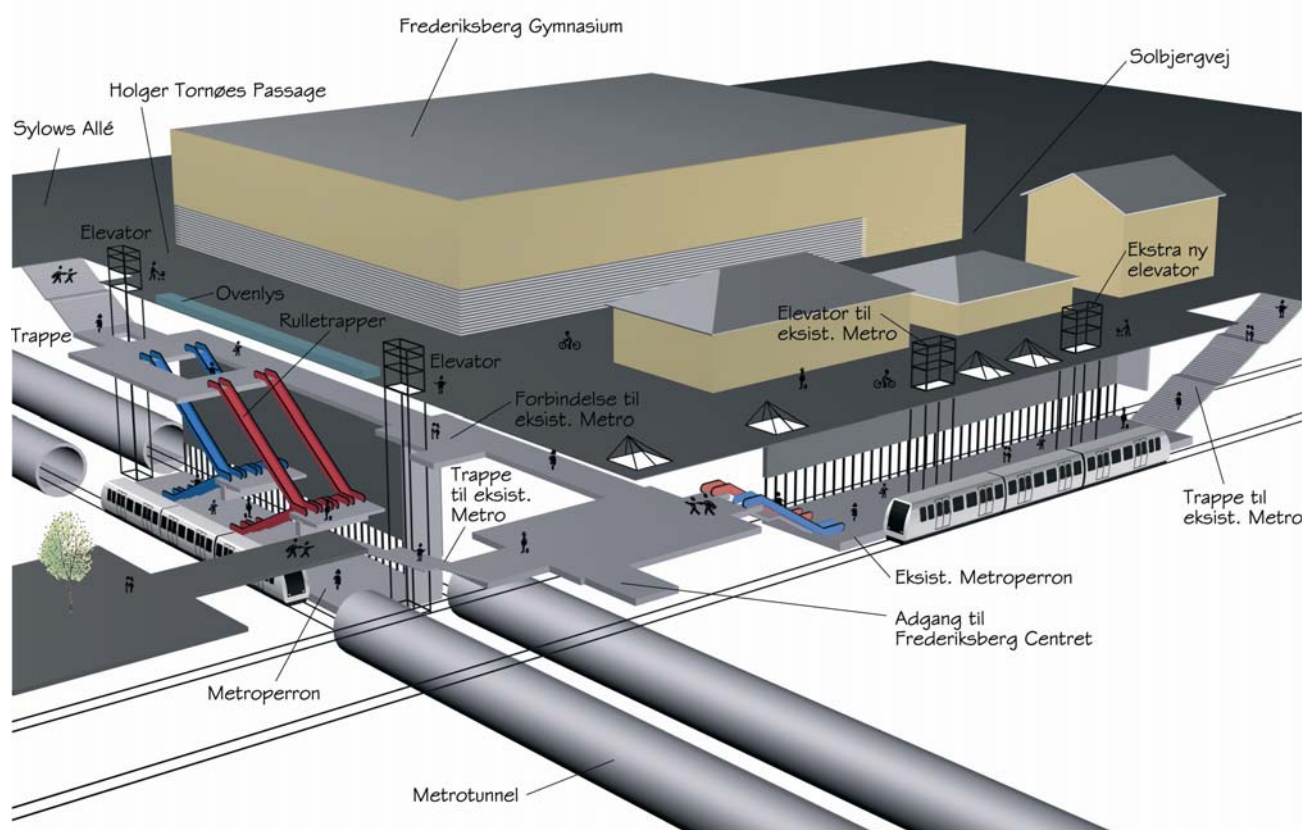 Frederiksberg Gymnasium
Solbjergvej
Holger Tornøes Passage
Sylows Allé
Elevator
Ekstra ny
elevator
Ovenlys
Elevator til
eksist. Metro
Trappe
Rulletrapper
Elevator
Forbindelse til
eksist. Metro
Trappe
til eksist.
Metro
Trappe til
eksist. Metro
Eksist. Metroperron
Adgang til
Frederiksberg Centret
Metroperron
Metrotunnel